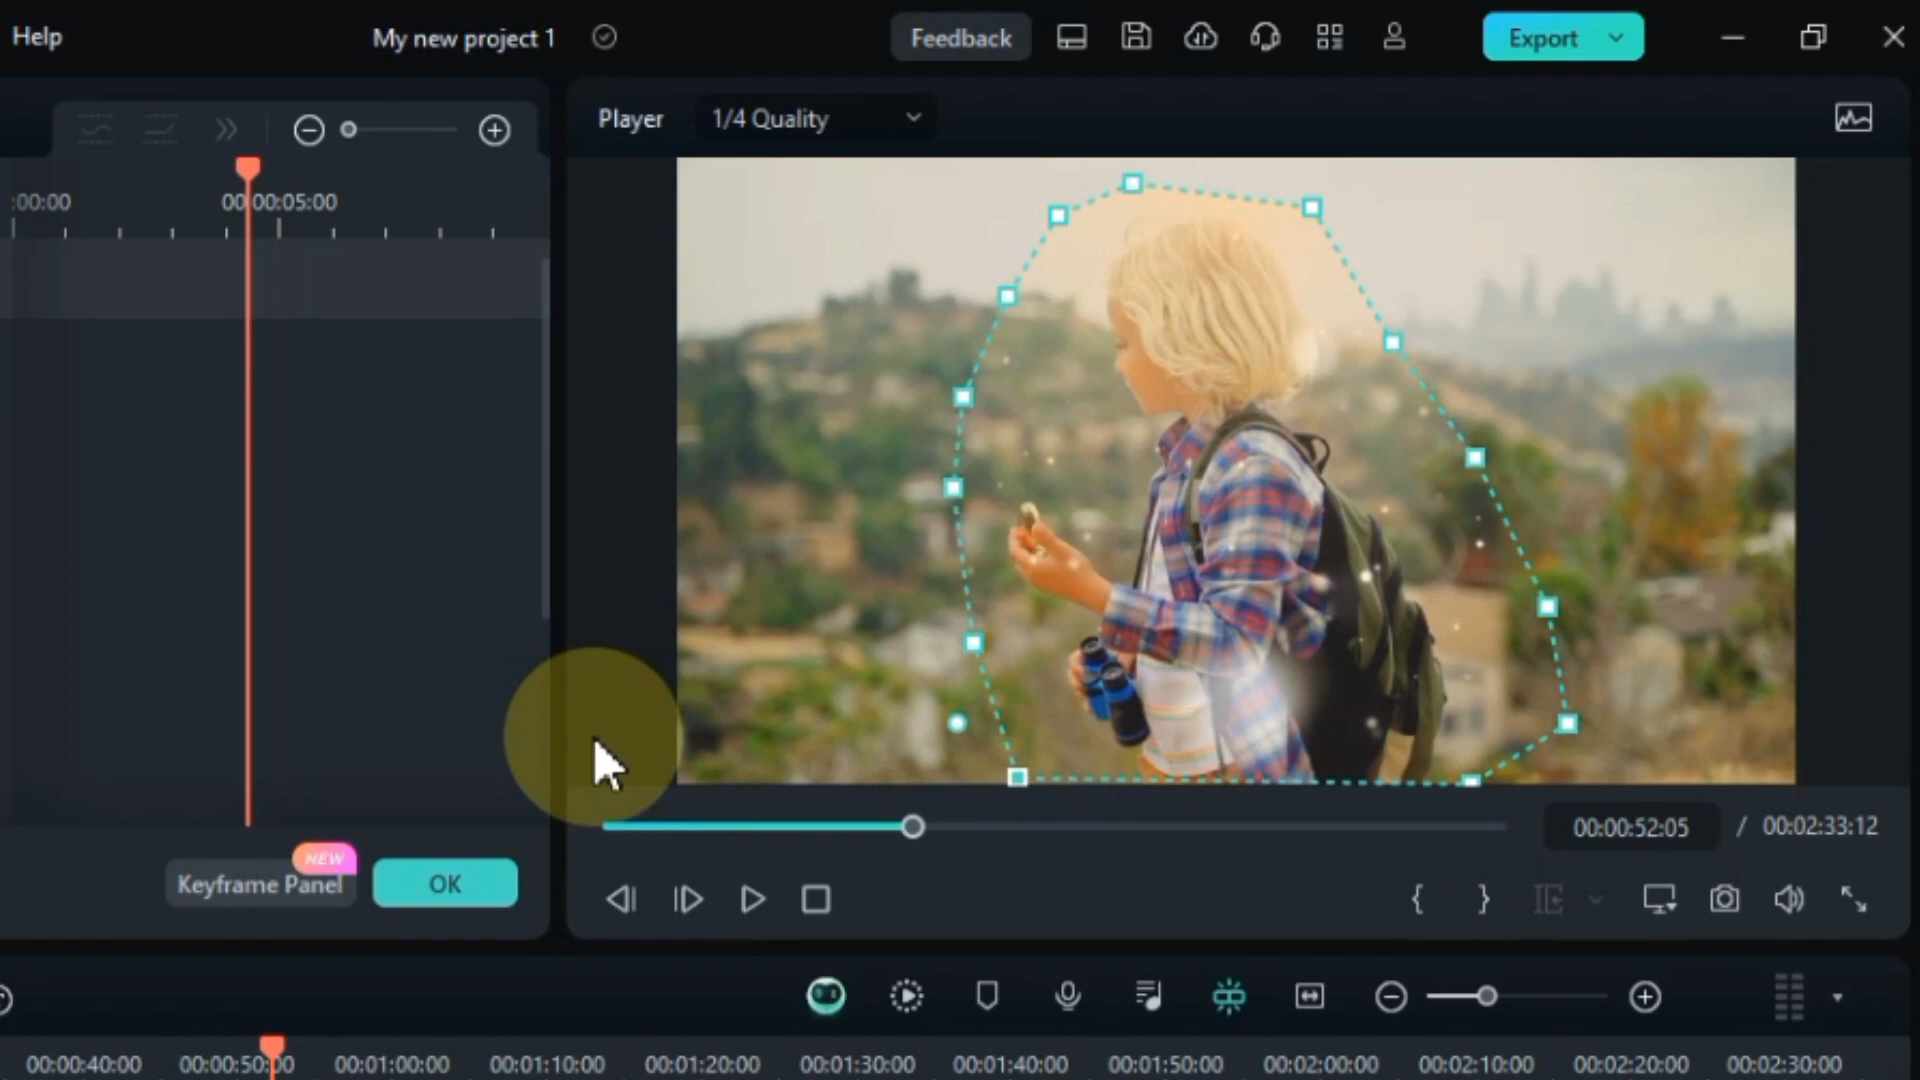 Help
My new project 1
Feedback
Export
Player
1/4 Quality
:00:00
00:00:05:00
00:00:52:05 / 00:02:33:12
NEW
Keyframe Panel
OK
00:00:40:00
00:00:50:00
00:01:00:00
00:01:10:00
00:01:20:00
00:01:30:00
00:01:40:00
00:01:50:00
00:02:00:00
00:02:10:00
00:02:20:00
00:02:30:00